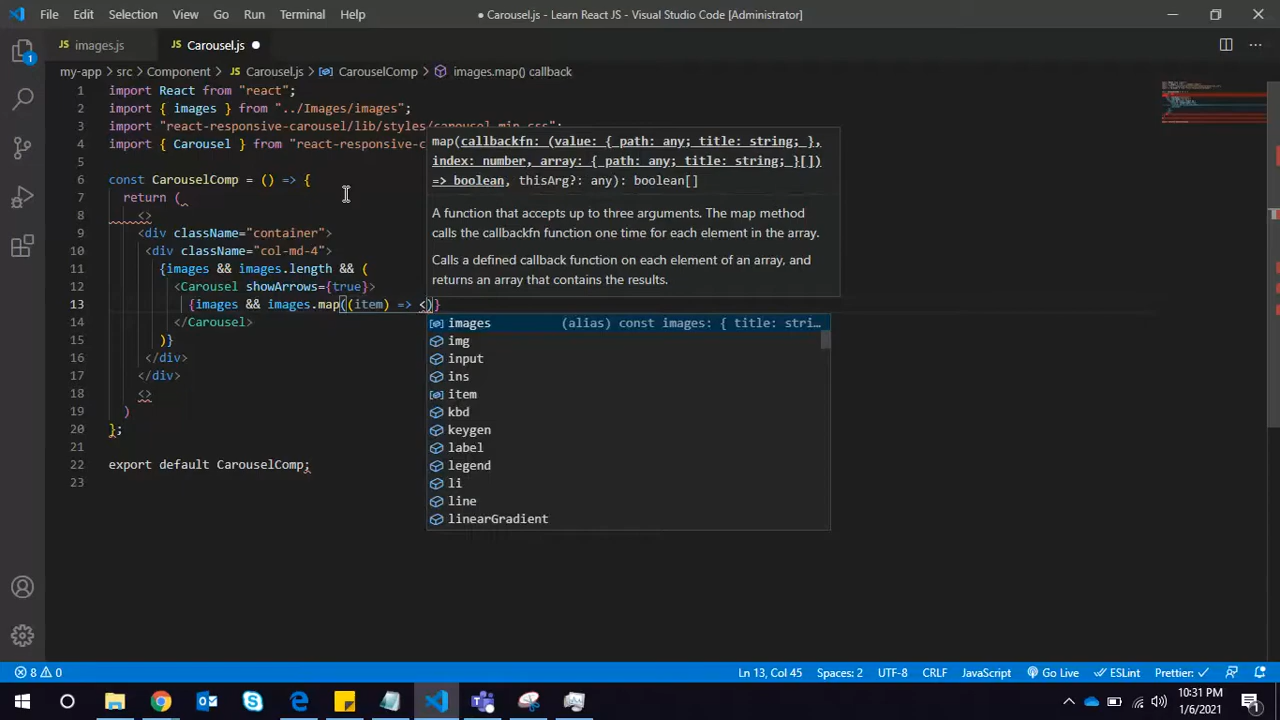 File Edit Selection View Go Run Terminal Help
● Carousel.js - Learn React JS - Visual Studio Code [Administrator]
JS images.js
JS Carousel.js ●
my-app > src > Component > JS Carousel.js > CarouselComp > images.map() callback
1 import React from "react";
2 import { images } from "../Images/images";
3 import "react-responsive-carousel/lib/styles/carousel.min.css";
4 import { Carousel } from "react-responsive-c
5
6 const CarouselComp = () => {
7 return (
8 <>
9 <div className="container">
10 <div className="col-md-4">
11 {images && images.length && (
12 <Carousel showArrows={true}>
13 {images && images.map((item) => <)}
14 </Carousel>
15 )}
16 </div>
17 </div>
18 <>
19 )
20 };
21
22 export default CarouselComp;
23
map(callbackfn: (value: { path: any; title: string; },
index: number, array: { path: any; title: string; }[])
=> boolean, thisArg?: any): boolean[]
A function that accepts up to three arguments. The map method
calls the callbackfn function one time for each element in the array.
Calls a defined callback function on each element of an array, and
returns an array that contains the results.
images (alias) const images: { title: stri…
img
input
ins
item
kbd
keygen
label
legend
li
line
linearGradient
1
8 0
Ln 13, Col 45 Spaces: 2 UTF-8 CRLF JavaScript Go Live ESLint Prettier: ✓
10:31 PM
1/6/2021
1